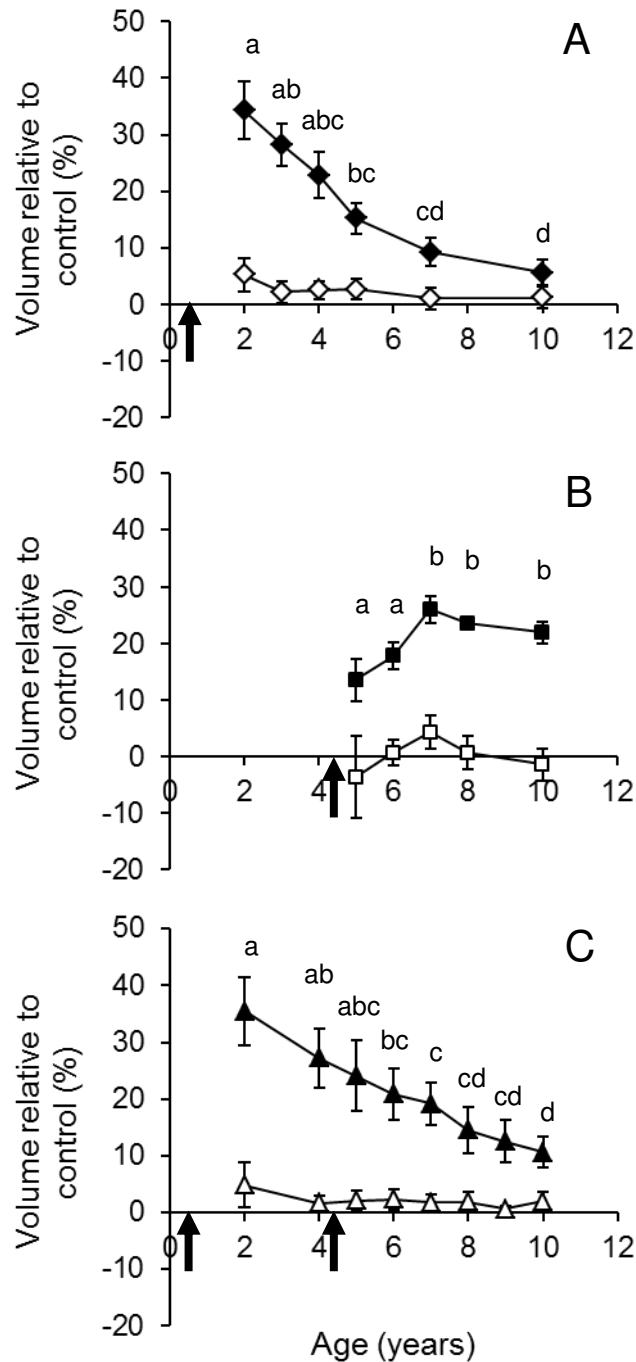 A
Volume relative to
control (%)
50
40
30
20
10
0
-10
-20
0 2 4 6 8 10 12
a
ab
abc
bc
cd
d
B
Volume relative to
control (%)
50
40
30
20
10
0
-10
-20
0 2 4 6 8 10 12
a a b b b
C
Volume relative to
control (%)
50
40
30
20
10
0
-10
-20
0 2 4 6 8 10 12
a
ab
abc
bc
c
cd
cd
d
Age (years)